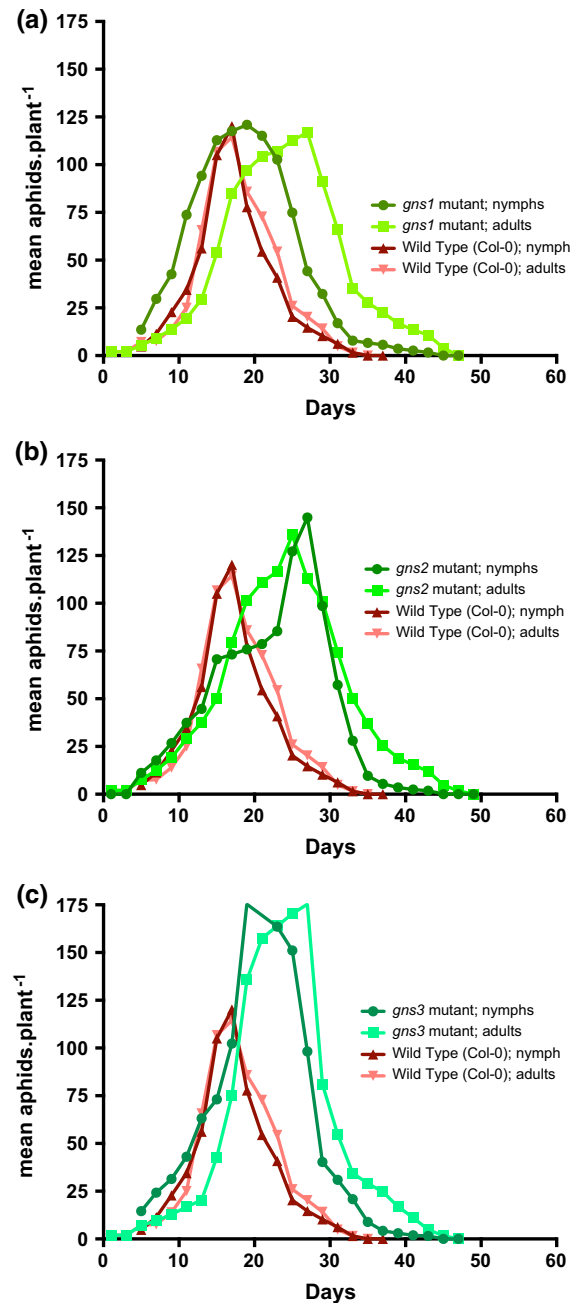 (a)
175
150
125
100
75
50
25
0
mean aphids.plant⁻¹
gns1 mutant; nymphs
gns1 mutant; adults
Wild Type (Col-0); nymph
Wild Type (Col-0); adults
0 10 20 30 40 50 60
Days
(b)
175
150
125
100
75
50
25
0
mean aphids.plant⁻¹
gns2 mutant; nymphs
gns2 mutant; adults
Wild Type (Col-0); nymph
Wild Type (Col-0); adults
0 10 20 30 40 50 60
Days
(c)
175
150
125
100
75
50
25
0
mean aphids.plant⁻¹
gns3 mutant; nymphs
gns3 mutant; adults
Wild Type (Col-0); nymph
Wild Type (Col-0); adults
0 10 20 30 40 50 60
Days